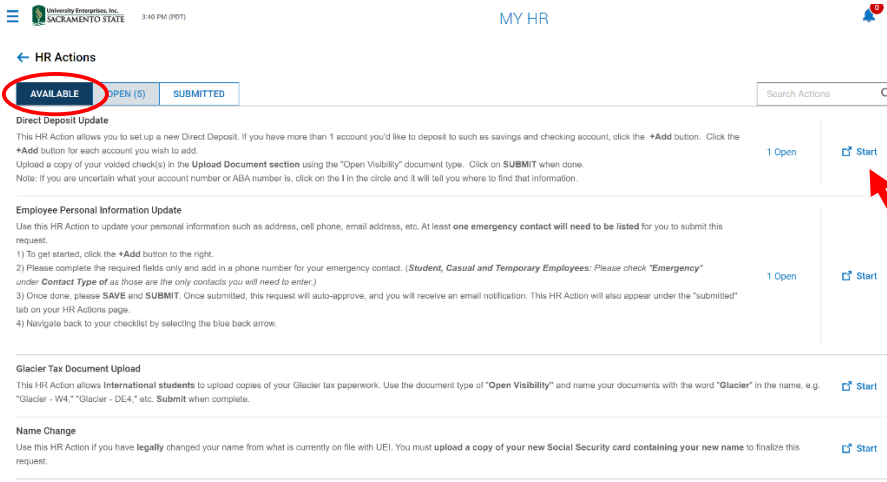 University Enterprises, Inc.
SACRAMENTO STATE
3:40 PM (PDT)
MY HR
0
HR Actions
AVAILABLE
OPEN (5)
SUBMITTED
Search Actions
Direct Deposit Update
This HR Action allows you to set up a new Direct Deposit. If you have more than 1 account you'd like to deposit to such as savings and checking account, click the +Add button. Click the
+Add button for each account you wish to add.
Upload a copy of your voided check(s) in the Upload Document section using the "Open Visibility" document type. Click on SUBMIT when done.
Note: If you are uncertain what your account number or ABA number is, click on the I in the circle and it will tell you where to find that information.
1 Open
Start
Employee Personal Information Update
Use this HR Action to update your personal information such as address, cell phone, email address, etc. At least one emergency contact will need to be listed for you to submit this
request.
1) To get started, click the +Add button to the right.
2) Please complete the required fields only and add in a phone number for your emergency contact. (Student, Casual and Temporary Employees: Please check "Emergency"
under Contact Type of as those are the only contacts you will need to enter.)
3) Once done, please SAVE and SUBMIT. Once submitted, this request will auto-approve, and you will receive an email notification. This HR Action will also appear under the "submitted"
tab on your HR Actions page.
4) Navigate back to your checklist by selecting the blue back arrow.
1 Open
Start
Glacier Tax Document Upload
This HR Action allows International students to upload copies of your Glacier tax paperwork. Use the document type of "Open Visibility" and name your documents with the word "Glacier" in the name, e.g.
"Glacier - W4," "Glacier - DE4," etc. Submit when complete.
Start
Name Change
Use this HR Action if you have legally changed your name from what is currently on file with UEI. You must upload a copy of your new Social Security card containing your new name to finalize this
request.
Start